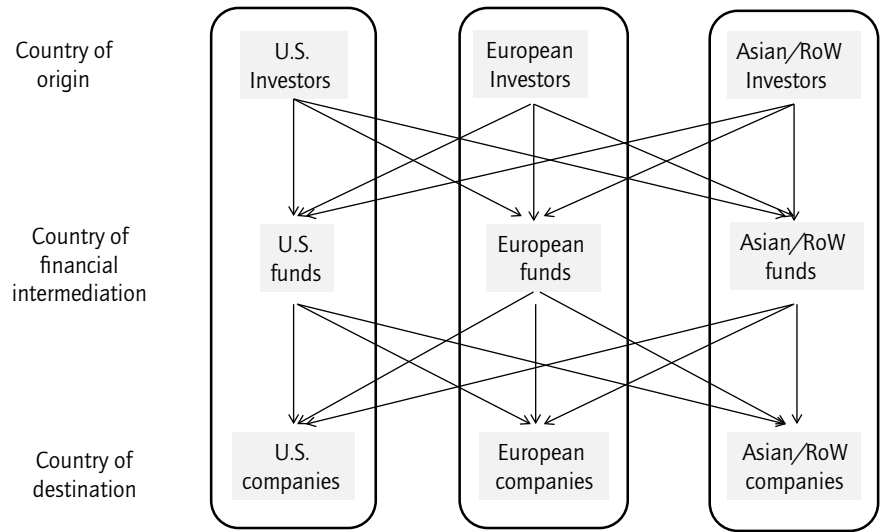 Country of
origin
U.S.
Investors
European
Investors
Asian/RoW
Investors
Country of
financial
intermediation
U.S.
funds
European
funds
Asian/RoW
funds
Country of
destination
U.S.
companies
European
companies
Asian/RoW
companies